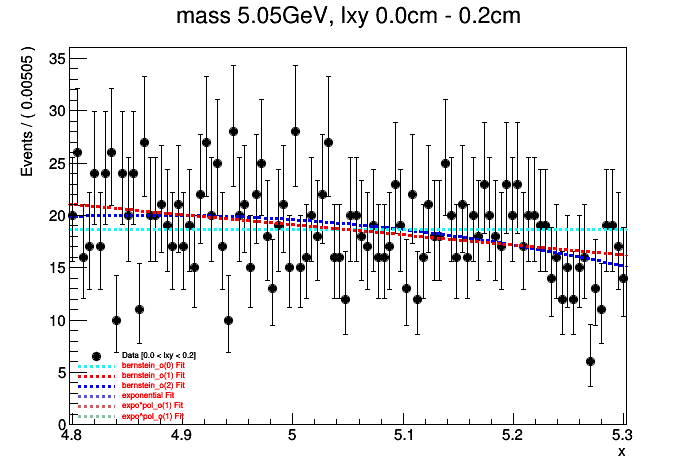 mass 5.05GeV, lxy 0.0cm - 0.2cm
Events / ( 0.00505 )
35
30
25
20
15
10
5
0
Data [0.0 < lxy < 0.2]
bernstein_o(0) Fit
bernstein_o(1) Fit
bernstein_o(2) Fit
exponential Fit
expo*pol_o(1) Fit
expo*pol_o(1) Fit
4.8 4.9 5 5.1 5.2 5.3
x